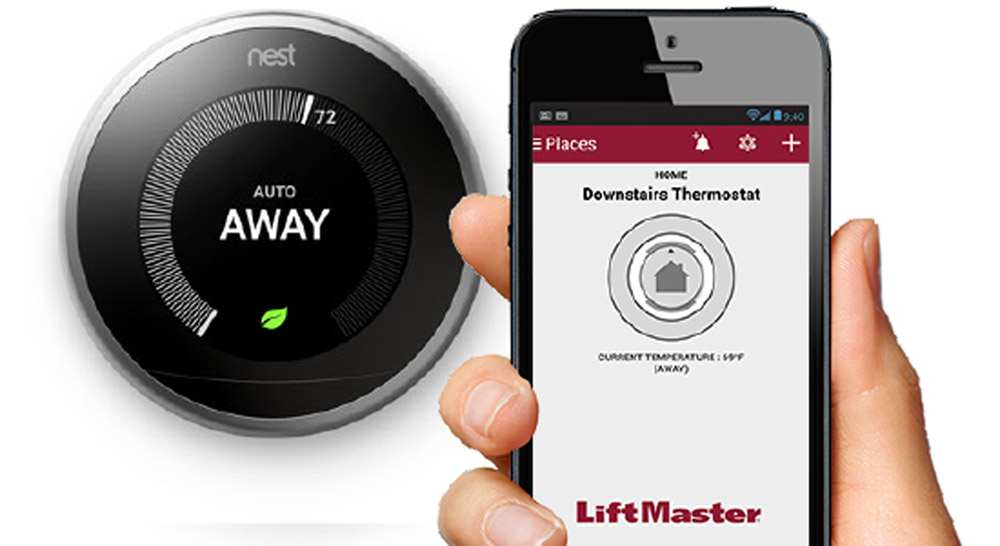 nest
72
AUTO
AWAY
9:40
Places
HOME
Downstairs Thermostat
CURRENT TEMPERATURE : 69°F
(AWAY)
LiftMaster